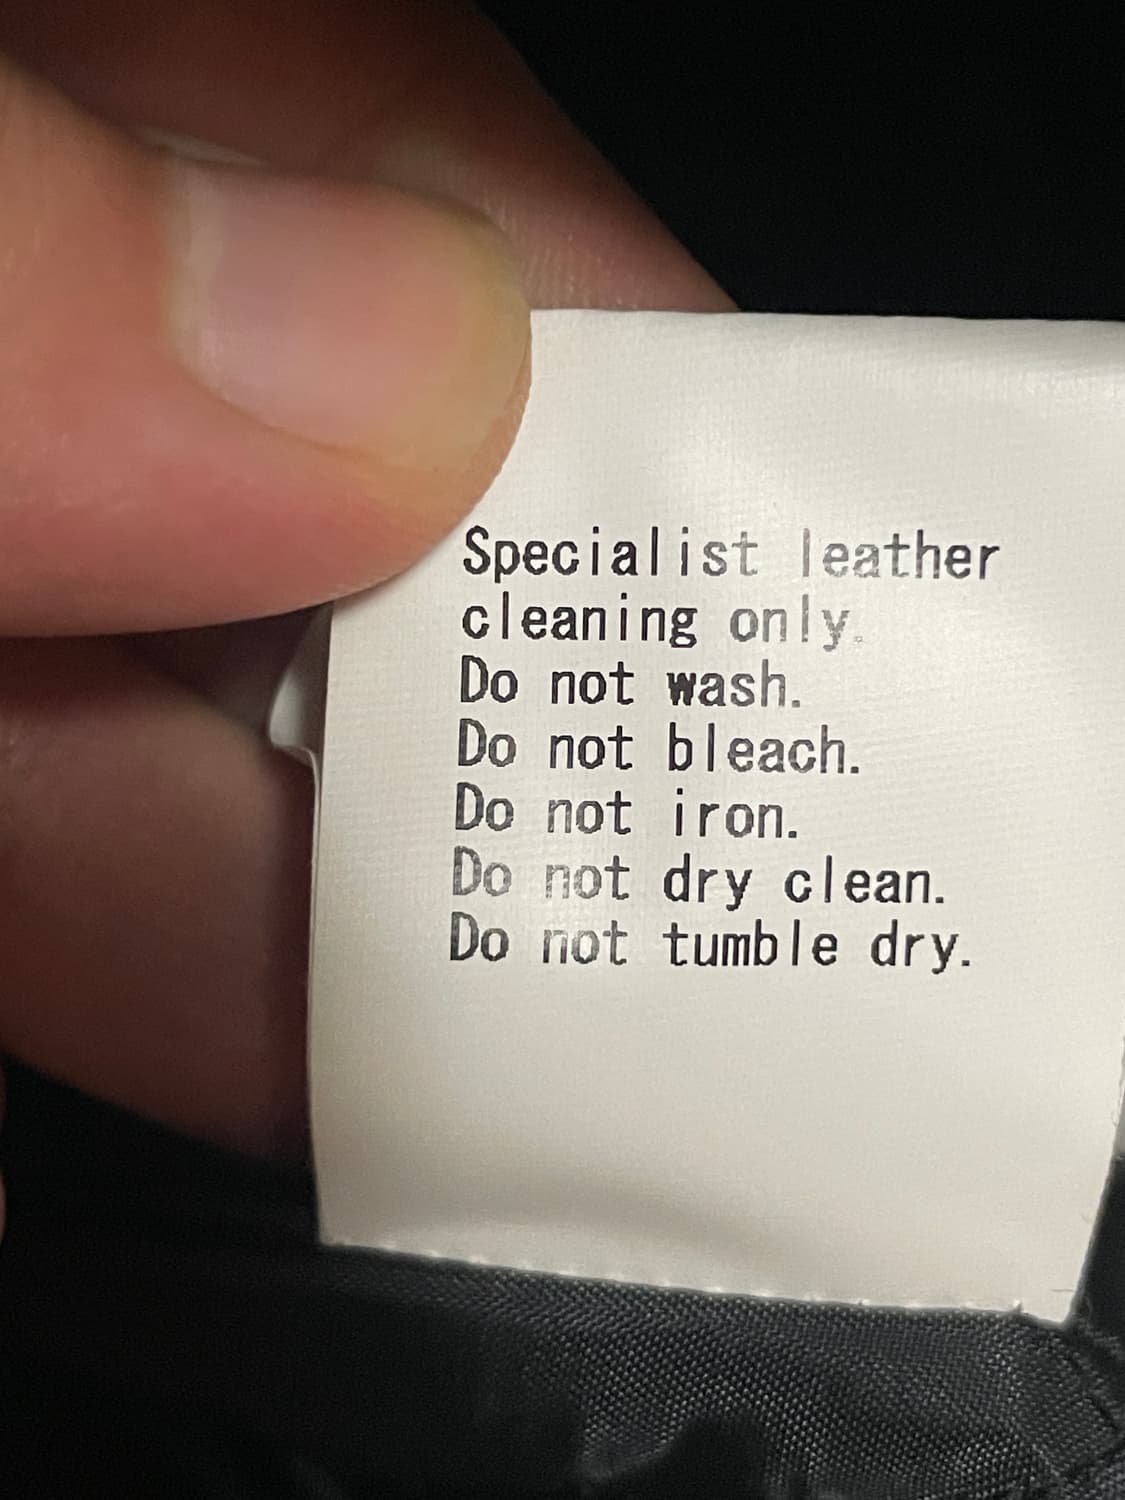 Specialist leather
cleaning only.
Do not wash.
Do not bleach.
Do not iron.
Do not dry clean.
Do not tumble dry.